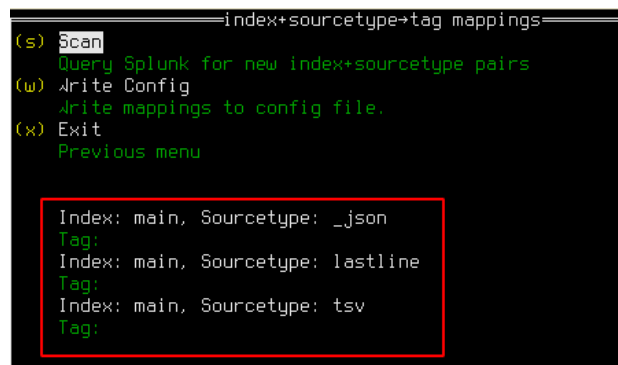 index+sourcetype→tag mappings
(s) Scan
Query Splunk for new index+sourcetype pairs
(w) Write Config
Write mappings to config file.
(x) Exit
Previous menu
Index: main, Sourcetype: _json
Tag:
Index: main, Sourcetype: lastline
Tag:
Index: main, Sourcetype: tsv
Tag: